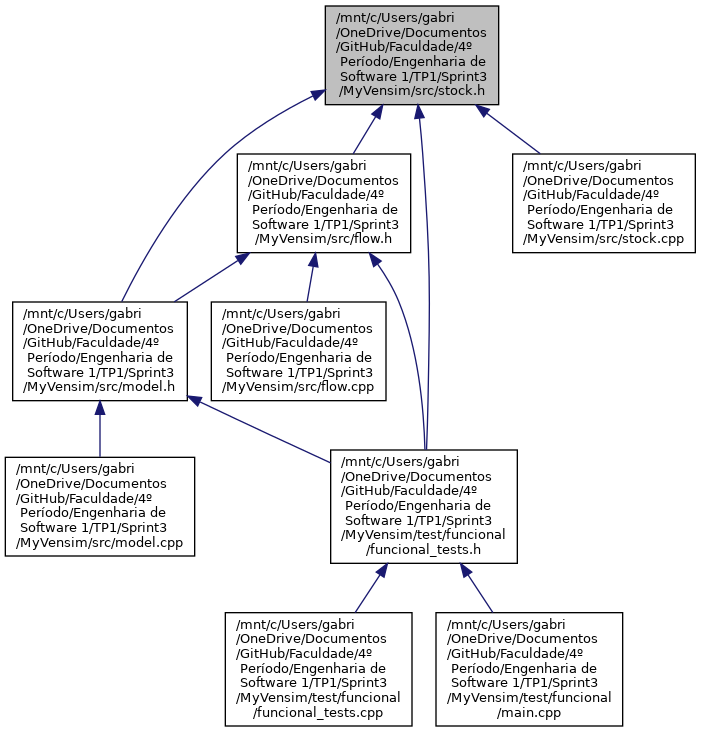 /mnt/c/Users/gabri
/OneDrive/Documentos
/GitHub/Faculdade/4º
Período/Engenharia de
Software 1/TP1/Sprint3
/MyVensim/src/stock.h
/mnt/c/Users/gabri
/OneDrive/Documentos
/GitHub/Faculdade/4º
Período/Engenharia de
Software 1/TP1/Sprint3
/MyVensim/src/flow.h
/mnt/c/Users/gabri
/OneDrive/Documentos
/GitHub/Faculdade/4º
Período/Engenharia de
Software 1/TP1/Sprint3
/MyVensim/src/stock.cpp
/mnt/c/Users/gabri
/OneDrive/Documentos
/GitHub/Faculdade/4º
Período/Engenharia de
Software 1/TP1/Sprint3
/MyVensim/src/model.h
/mnt/c/Users/gabri
/OneDrive/Documentos
/GitHub/Faculdade/4º
Período/Engenharia de
Software 1/TP1/Sprint3
/MyVensim/src/flow.cpp
/mnt/c/Users/gabri
/OneDrive/Documentos
/GitHub/Faculdade/4º
Período/Engenharia de
Software 1/TP1/Sprint3
/MyVensim/src/model.cpp
/mnt/c/Users/gabri
/OneDrive/Documentos
/GitHub/Faculdade/4º
Período/Engenharia de
Software 1/TP1/Sprint3
/MyVensim/test/funcional
/funcional_tests.h
/mnt/c/Users/gabri
/OneDrive/Documentos
/GitHub/Faculdade/4º
Período/Engenharia de
Software 1/TP1/Sprint3
/MyVensim/test/funcional
/funcional_tests.cpp
/mnt/c/Users/gabri
/OneDrive/Documentos
/GitHub/Faculdade/4º
Período/Engenharia de
Software 1/TP1/Sprint3
/MyVensim/test/funcional
/main.cpp